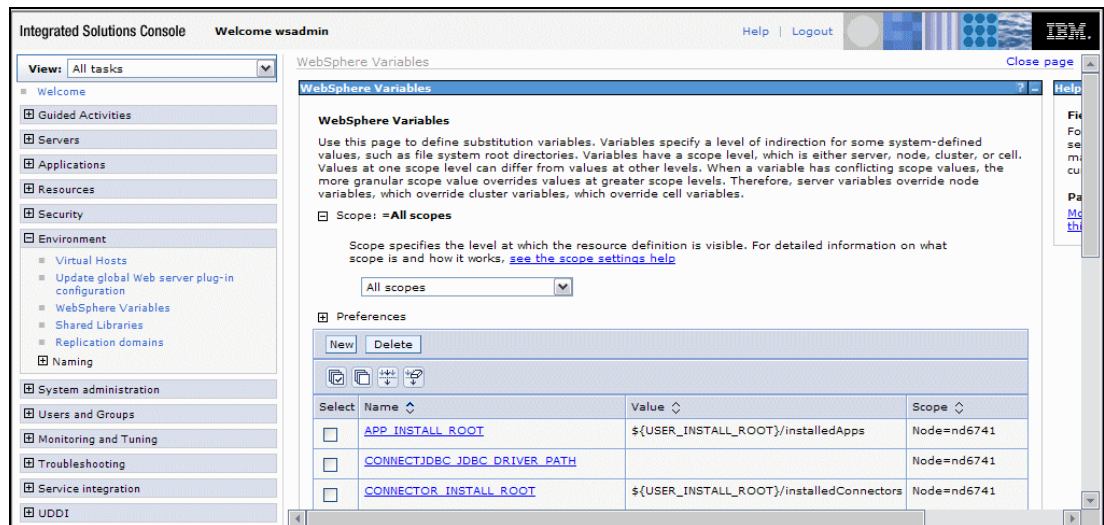 Integrated Solutions Console Welcome wsadmin Help | Logout IBM.
View: All tasks
Welcome
Guided Activities
Servers
Applications
Resources
Security
Environment
Virtual Hosts
Update global Web server plug-in
configuration
WebSphere Variables
Shared Libraries
Replication domains
Naming
System administration
Users and Groups
Monitoring and Tuning
Troubleshooting
Service integration
UDDI
WebSphere Variables Close page
WebSphere Variables ? -
WebSphere Variables
Use this page to define substitution variables. Variables specify a level of indirection for some system-defined
values, such as file system root directories. Variables have a scope level, which is either server, node, cluster, or cell.
Values at one scope level can differ from values at other levels. When a variable has conflicting scope values, the
more granular scope value overrides values at greater scope levels. Therefore, server variables override node
variables, which override cluster variables, which override cell variables.
Scope: =All scopes
Scope specifies the level at which the resource definition is visible. For detailed information on what
scope is and how it works, see the scope settings help
All scopes
Preferences
New Delete
Select Name Value Scope
APP_INSTALL_ROOT ${USER_INSTALL_ROOT}/installedApps Node=nd6741
CONNECTJDBC_JDBC_DRIVER_PATH Node=nd6741
CONNECTOR_INSTALL_ROOT ${USER_INSTALL_ROOT}/installedConnectors Node=nd6741
Help